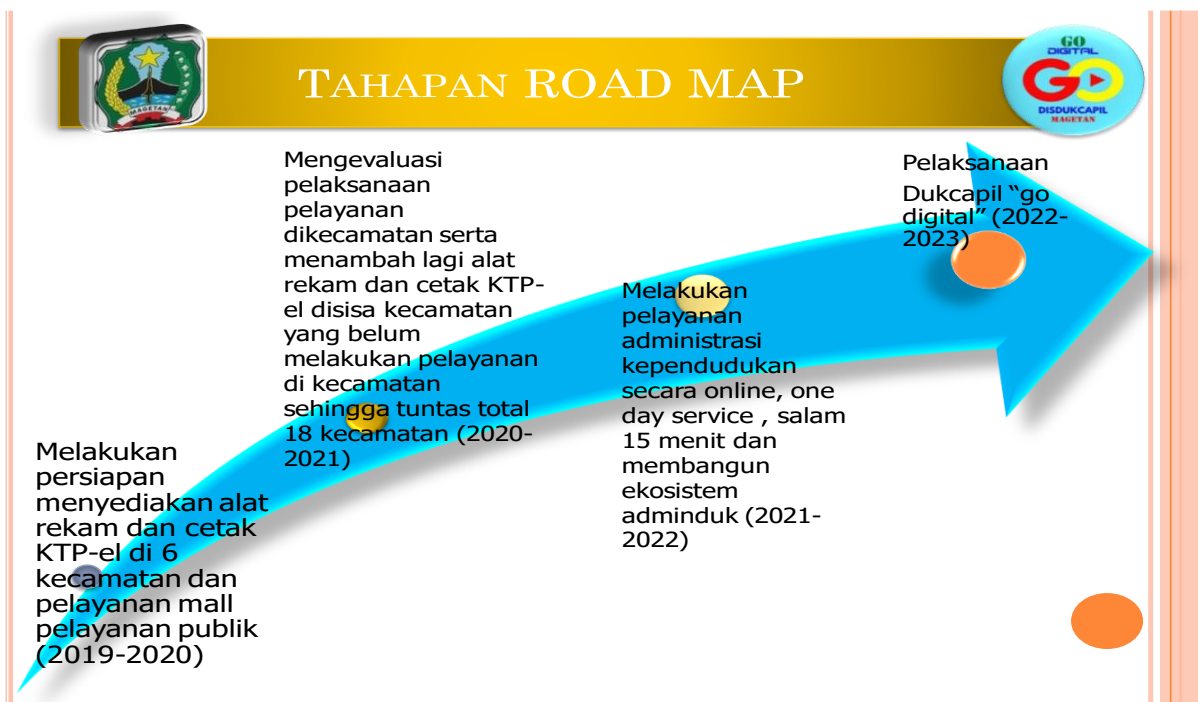 TAHAPAN ROAD MAP
MAGETAN
GO
DIGITAL
GO
DISDUKCAPIL
MAGETAN
Melakukan
persiapan
menyediakan alat
rekam dan cetak
KTP-el di 6
kecamatan dan
pelayanan mall
pelayanan publik
(2019-2020)
Mengevaluasi
pelaksanaan
pelayanan
dikecamatan serta
menambah lagi alat
rekam dan cetak KTP-
el disisa kecamatan
yang belum
melakukan pelayanan
di kecamatan
sehingga tuntas total
18 kecamatan (2020-
2021)
Melakukan
pelayanan
administrasi
kependudukan
secara online, one
day service , salam
15 menit dan
membangun
ekosistem
adminduk (2021-
2022)
Pelaksanaan
Dukcapil “go
digital” (2022-
2023)